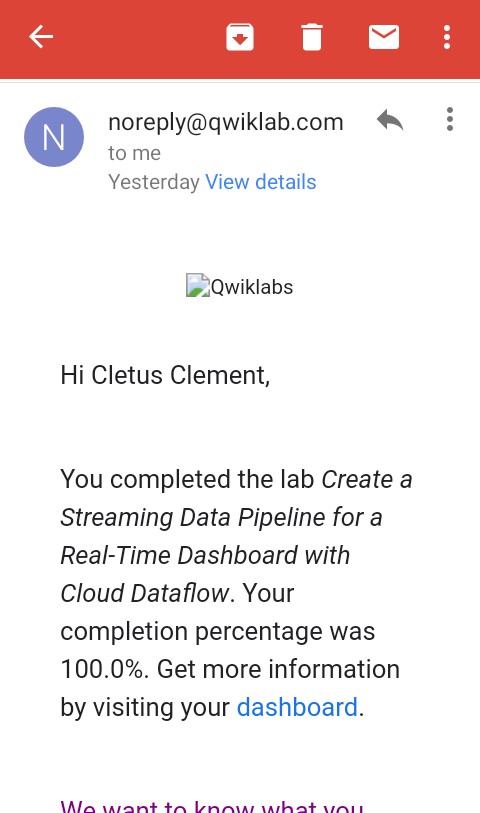 N
noreply@qwiklab.com
to me
Yesterday View details
Qwiklabs
Hi Cletus Clement,
You completed the lab Create a
Streaming Data Pipeline for a
Real-Time Dashboard with
Cloud Dataflow. Your
completion percentage was
100.0%. Get more information
by visiting your dashboard.
We want to know what you